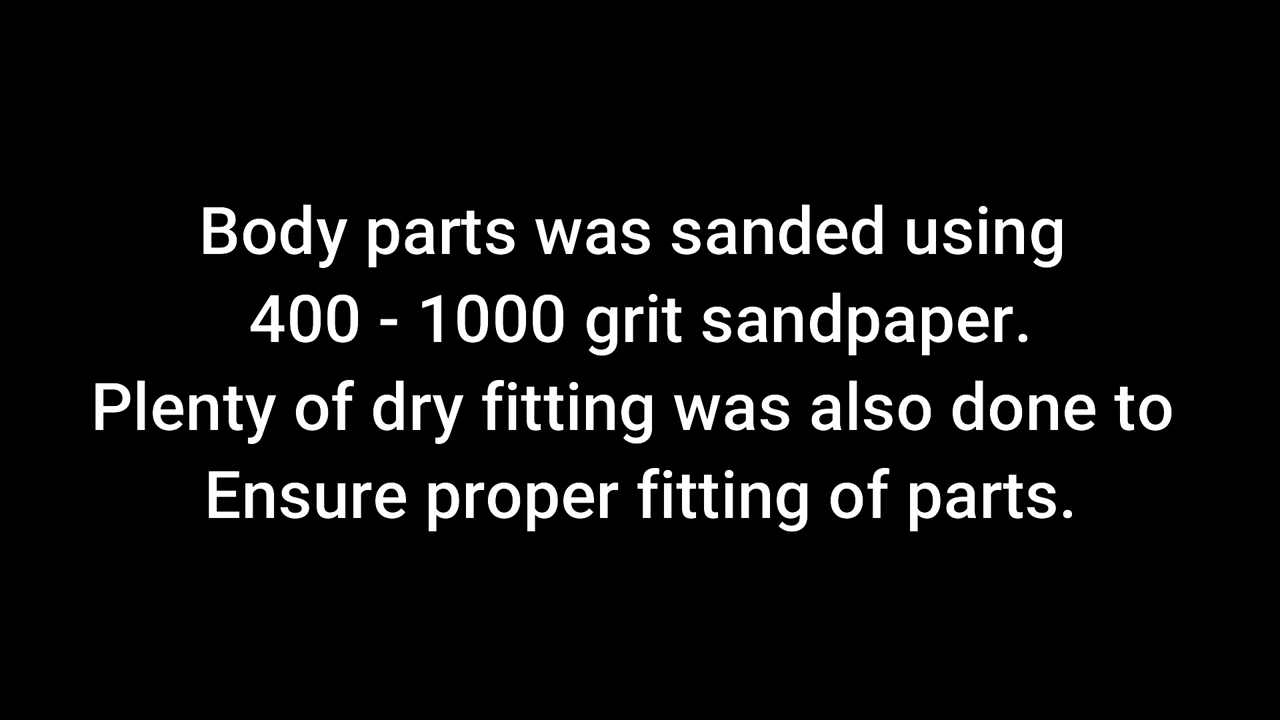 Body parts was sanded using
400 - 1000 grit sandpaper.
Plenty of dry fitting was also done to
Ensure proper fitting of parts.